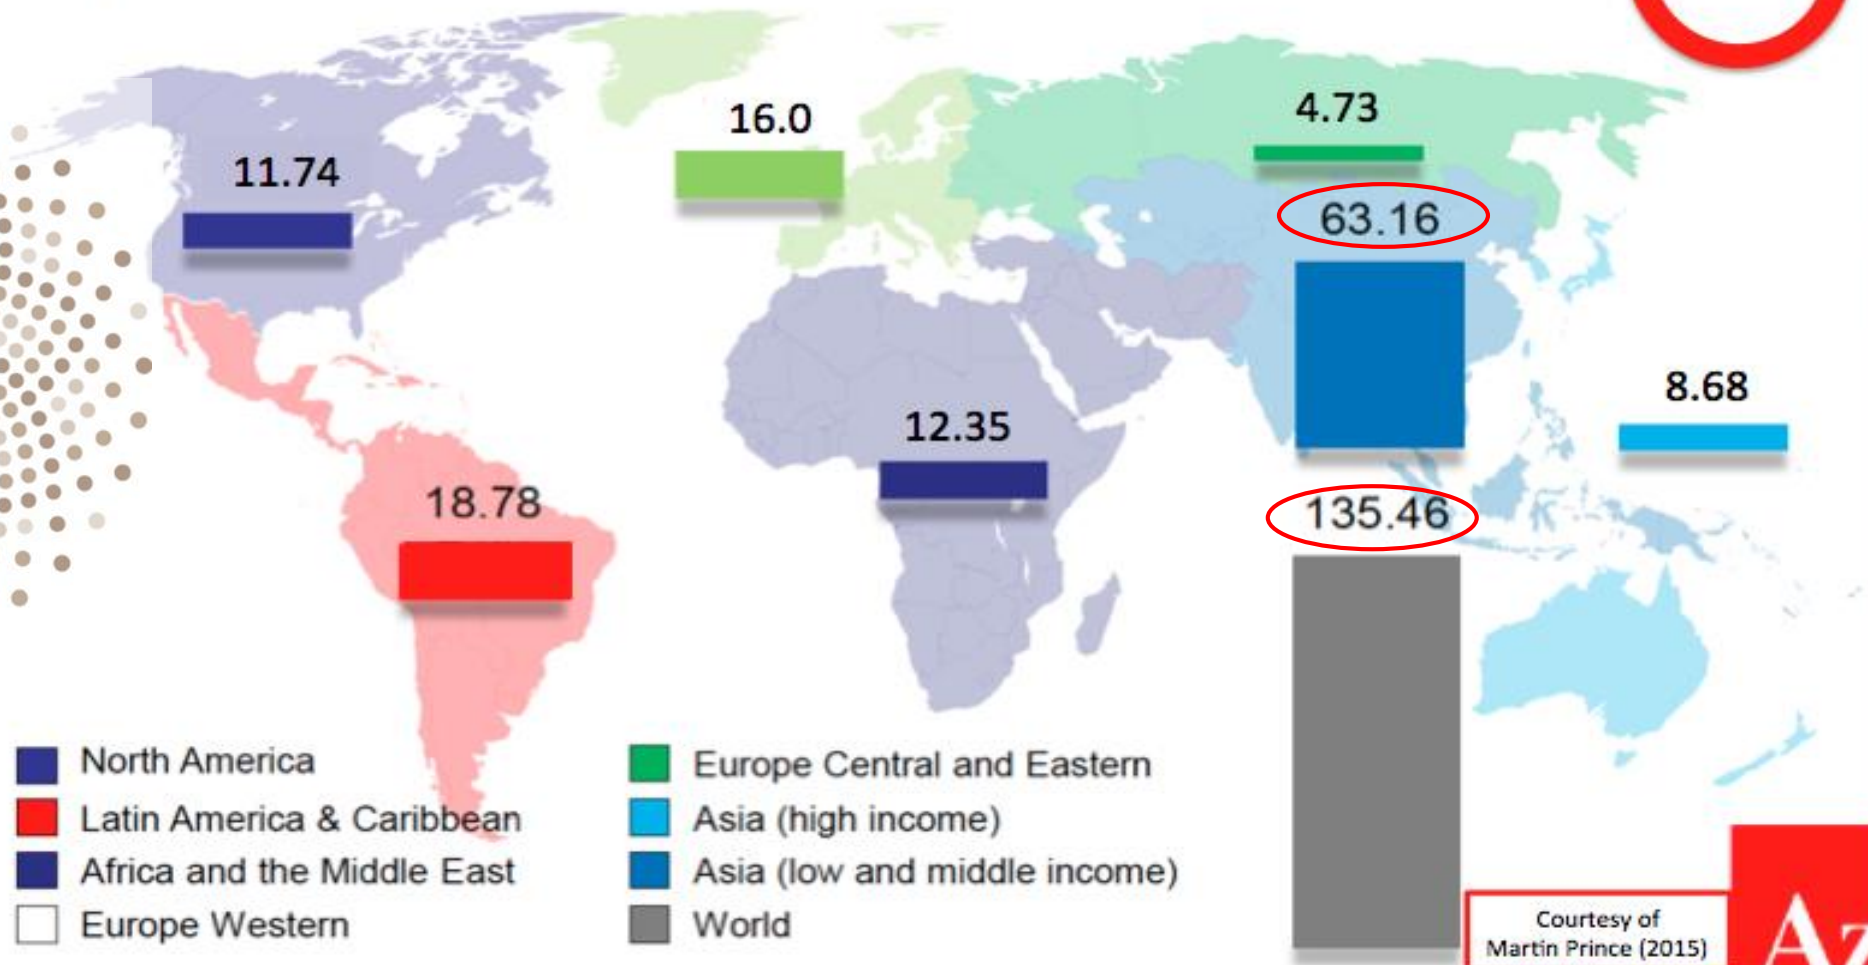 16.0
4.73
11.74
63.16
8.68
12.35
18.78
135.46
North America
Latin America & Caribbean
Africa and the Middle East
Europe Western
Europe Central and Eastern
Asia (high income)
Asia (low and middle income)
World
Courtesy of
Martin Prince (2015)
Az